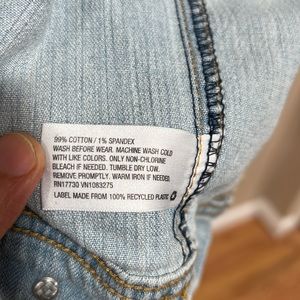 99% COTTON / 1% SPANDEX
WASH BEFORE WEAR. MACHINE WASH COLD
WITH LIKE COLORS. ONLY NON-CHLORINE
BLEACH IF NEEDED. TUMBLE DRY LOW.
REMOVE PROMPTLY. WARM IRON IF NEEDED.
RN17730 VN1083275
LABEL MADE FROM 100% RECYCLED PLASTIC